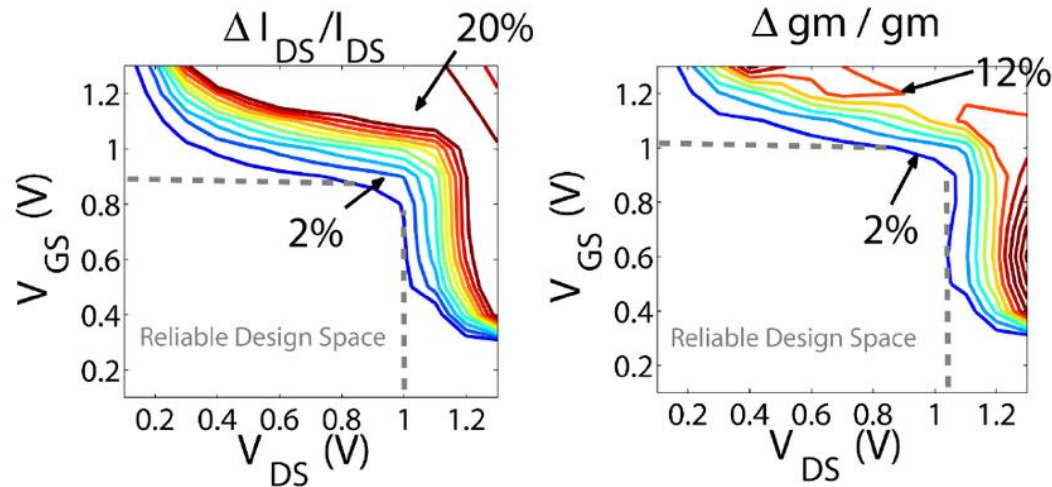 Δ I_DS/I_DS
20%
1.2
1
0.8
0.6
0.4
0.2
V_GS (V)
2%
Reliable Design Space
0.2 0.4 0.6 0.8 1 1.2
V_DS (V)
Δ gm / gm
12%
1.2
1
0.8
0.6
0.4
0.2
V_GS (V)
2%
Reliable Design Space
0.2 0.4 0.6 0.8 1 1.2
V_DS (V)